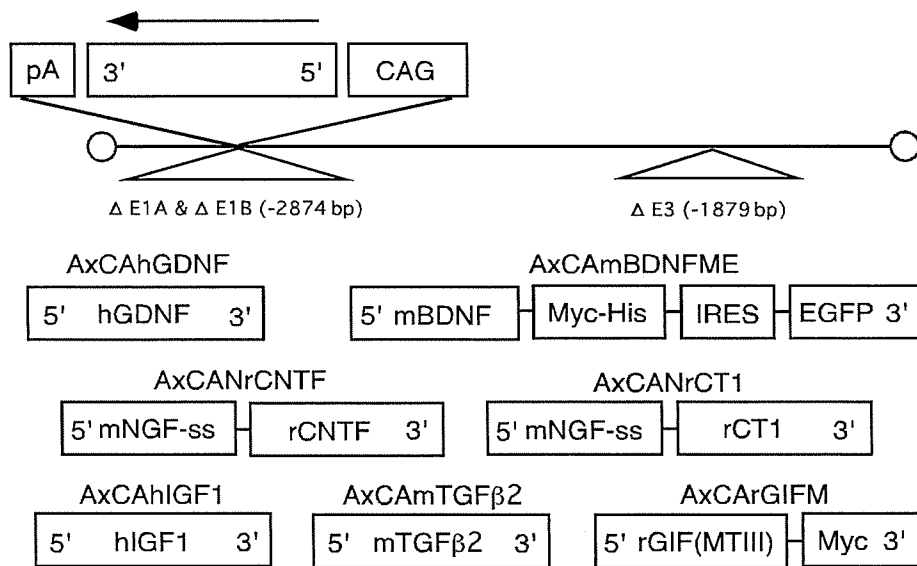 pA 3' 5' CAG
Δ E1A & Δ E1B (-2874 bp) Δ E3 (-1879 bp)
AxCAhGDNF AxCAmBDNFME
5' hGDNF 3' 5' mBDNF Myc-His IRES EGFP 3'
AxCANrCNTF AxCANrCT1
5' mNGF-ss rCNTF 3' 5' mNGF-ss rCT1 3'
AxCAhIGF1 AxCAmTGFβ2 AxCArGIFM
5' hIGF1 3' 5' mTGFβ2 3' 5' rGIF(MTIII) Myc 3'